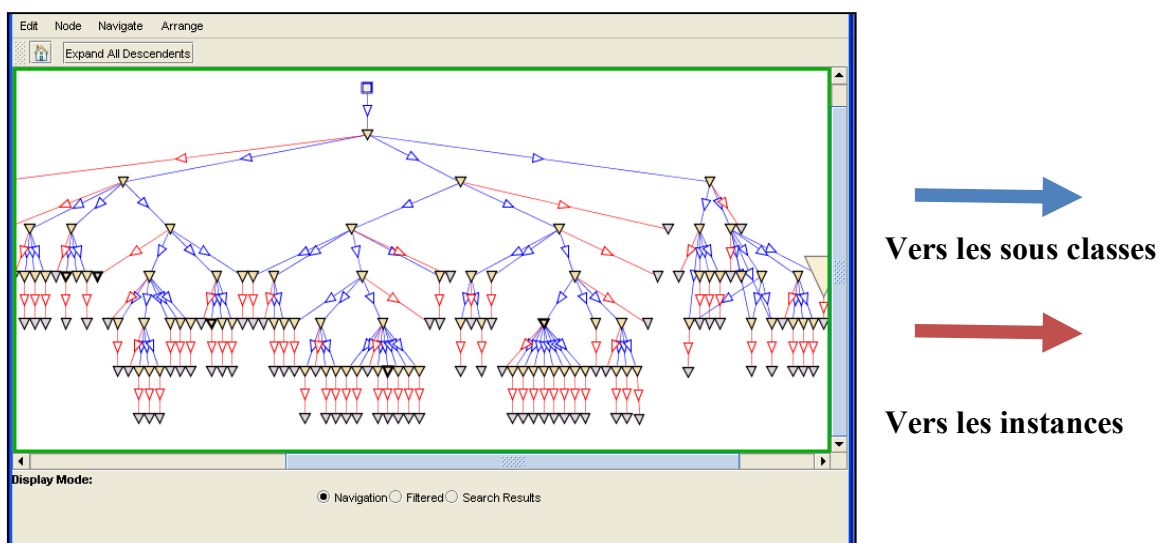 Edit Node Navigate Arrange
Expand All Descendents
Vers les sous classes
Vers les instances
Display Mode:
Navigation Filtered Search Results